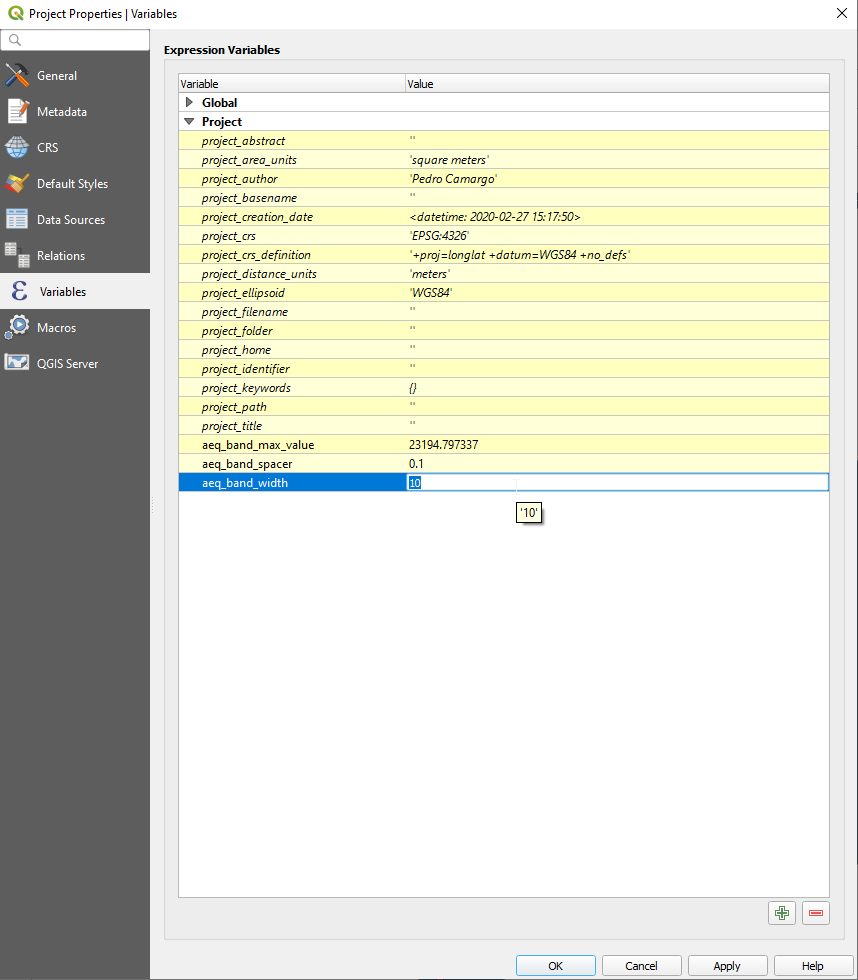 Project Properties | Variables
General
Metadata
CRS
Default Styles
Data Sources
Relations
Variables
Macros
QGIS Server
Expression Variables
Variable Value
Global
Project
project_abstract ''
project_area_units 'square meters'
project_author 'Pedro Camargo'
project_basename ''
project_creation_date <datetime: 2020-02-27 15:17:50>
project_crs 'EPSG:4326'
project_crs_definition '+proj=longlat +datum=WGS84 +no_defs'
project_distance_units 'meters'
project_ellipsoid 'WGS84'
project_filename ''
project_folder ''
project_home ''
project_identifier ''
project_keywords {}
project_path ''
project_title ''
aeq_band_max_value 23194.797337
aeq_band_spacer 0.1
aeq_band_width 10
'10'
OK Cancel Apply Help